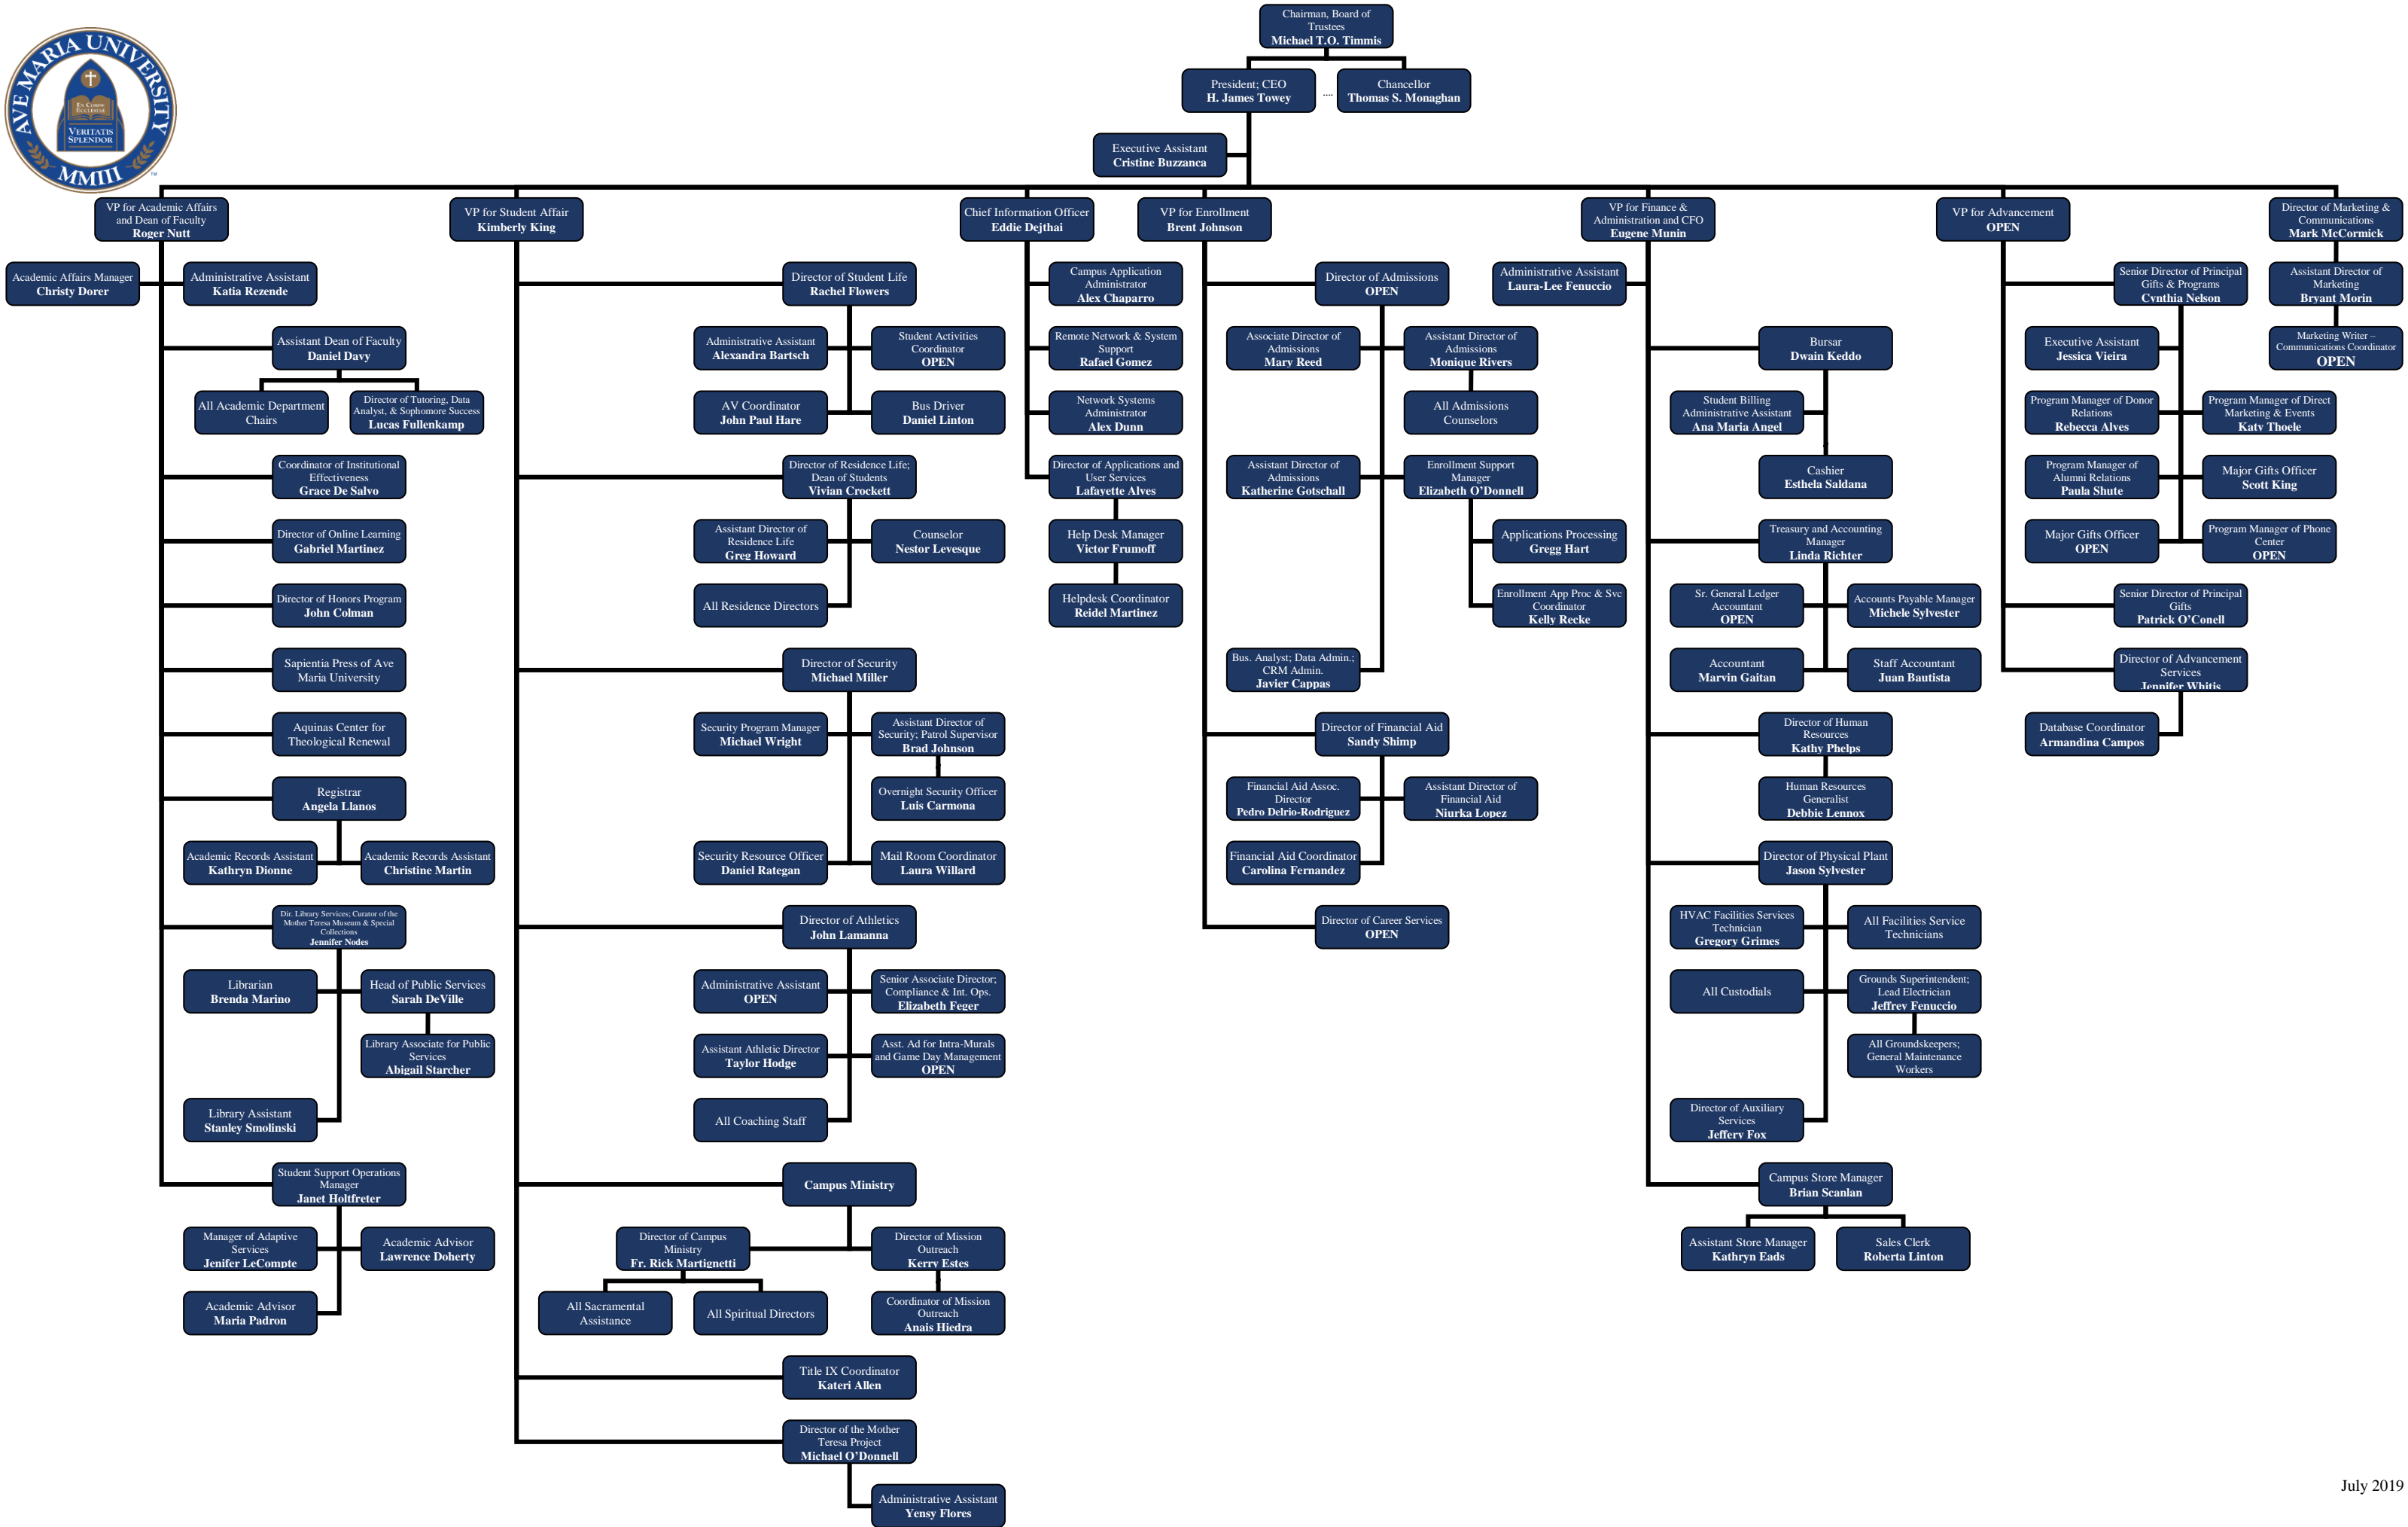 Chairman, Board of
Trustees
Michael T.O. Timmis
AVE MARIA UNIVERSITY
EX CORDE
ECCLESIAE
VERITATIS
SPLENDOR
MMIII
TM
President; CEO
H. James Towey
....
Chancellor
Thomas S. Monaghan
Executive Assistant
Cristine Buzzanca
VP for Academic Affairs
and Dean of Faculty
Roger Nutt
Academic Affairs Manager
Christy Dorer
Administrative Assistant
Katia Rezende
Assistant Dean of Faculty
Daniel Davy
All Academic Department
Chairs
Director of Tutoring, Data
Analyst, & Sophomore Success
Lucas Fullenkamp
Coordinator of Institutional
Effectiveness
Grace De Salvo
Director of Online Learning
Gabriel Martinez
Director of Honors Program
John Colman
Sapientia Press of Ave
Maria University
Aquinas Center for
Theological Renewal
Registrar
Angela Llanos
Academic Records Assistant
Kathryn Dionne
Academic Records Assistant
Christine Martin
Dir. Library Services; Curator of the
Mother Teresa Museum & Special
Collections
Jennifer Nodes
Librarian
Brenda Marino
Head of Public Services
Sarah DeVille
Library Associate for Public
Services
Abigail Starcher
Library Assistant
Stanley Smolinski
Student Support Operations
Manager
Janet Holtfreter
Manager of Adaptive
Services
Jenifer LeCompte
Academic Advisor
Lawrence Doherty
Academic Advisor
Maria Padron
VP for Student Affair
Kimberly King
Director of Student Life
Rachel Flowers
Administrative Assistant
Alexandra Bartsch
Student Activities
Coordinator
OPEN
AV Coordinator
John Paul Hare
Bus Driver
Daniel Linton
Director of Residence Life;
Dean of Students
Vivian Crockett
Assistant Director of
Residence Life
Greg Howard
Counselor
Nestor Levesque
All Residence Directors
Director of Security
Michael Miller
Security Program Manager
Michael Wright
Assistant Director of
Security; Patrol Supervisor
Brad Johnson
Overnight Security Officer
Luis Carmona
Security Resource Officer
Daniel Rategan
Mail Room Coordinator
Laura Willard
Director of Athletics
John Lamanna
Administrative Assistant
OPEN
Senior Associate Director;
Compliance & Int. Ops.
Elizabeth Feger
Assistant Athletic Director
Taylor Hodge
Asst. Ad for Intra-Murals
and Game Day Management
OPEN
All Coaching Staff
Campus Ministry
Director of Campus
Ministry
Fr. Rick Martignetti
Director of Mission
Outreach
Kerry Estes
All Sacramental
Assistance
All Spiritual Directors
Coordinator of Mission
Outreach
Anais Hiedra
Title IX Coordinator
Kateri Allen
Director of the Mother
Teresa Project
Michael O’Donnell
Administrative Assistant
Yensy Flores
Chief Information Officer
Eddie Dejthai
Campus Application
Administrator
Alex Chaparro
Remote Network & System
Support
Rafael Gomez
Network Systems
Administrator
Alex Dunn
Director of Applications and
User Services
Lafayette Alves
Help Desk Manager
Victor Frumoff
Helpdesk Coordinator
Reidel Martinez
VP for Enrollment
Brent Johnson
Director of Admissions
OPEN
Associate Director of
Admissions
Mary Reed
Assistant Director of
Admissions
Monique Rivers
All Admissions
Counselors
Assistant Director of
Admissions
Katherine Gotschall
Enrollment Support
Manager
Elizabeth O’Donnell
Applications Processing
Gregg Hart
Enrollment App Proc & Svc
Coordinator
Kelly Recke
Bus. Analyst; Data Admin.;
CRM Admin.
Javier Cappas
Director of Financial Aid
Sandy Shimp
Financial Aid Assoc.
Director
Pedro Delrio-Rodriguez
Assistant Director of
Financial Aid
Niurka Lopez
Financial Aid Coordinator
Carolina Fernandez
Director of Career Services
OPEN
VP for Finance &
Administration and CFO
Eugene Munin
Administrative Assistant
Laura-Lee Fenuccio
Bursar
Dwain Keddo
Student Billing
Administrative Assistant
Ana Maria Angel
Cashier
Esthela Saldana
Treasury and Accounting
Manager
Linda Richter
Sr. General Ledger
Accountant
OPEN
Accounts Payable Manager
Michele Sylvester
Accountant
Marvin Gaitan
Staff Accountant
Juan Bautista
Director of Human
Resources
Kathy Phelps
Human Resources
Generalist
Debbie Lennox
Director of Physical Plant
Jason Sylvester
HVAC Facilities Services
Technician
Gregory Grimes
All Facilities Service
Technicians
All Custodials
Grounds Superintendent;
Lead Electrician
Jeffrey Fenuccio
All Groundskeepers;
General Maintenance
Workers
Director of Auxiliary
Services
Jeffery Fox
Campus Store Manager
Brian Scanlan
Assistant Store Manager
Kathryn Eads
Sales Clerk
Roberta Linton
VP for Advancement
OPEN
Senior Director of Principal
Gifts & Programs
Cynthia Nelson
Executive Assistant
Jessica Vieira
Program Manager of Donor
Relations
Rebecca Alves
Program Manager of Direct
Marketing & Events
Katy Thoele
Program Manager of
Alumni Relations
Paula Shute
Major Gifts Officer
Scott King
Major Gifts Officer
OPEN
Program Manager of Phone
Center
OPEN
Senior Director of Principal
Gifts
Patrick O’Conell
Director of Advancement
Services
Jennifer Whitis
Database Coordinator
Armandina Campos
Director of Marketing &
Communications
Mark McCormick
Assistant Director of
Marketing
Bryant Morin
Marketing Writer –
Communications Coordinator
OPEN
July 2019